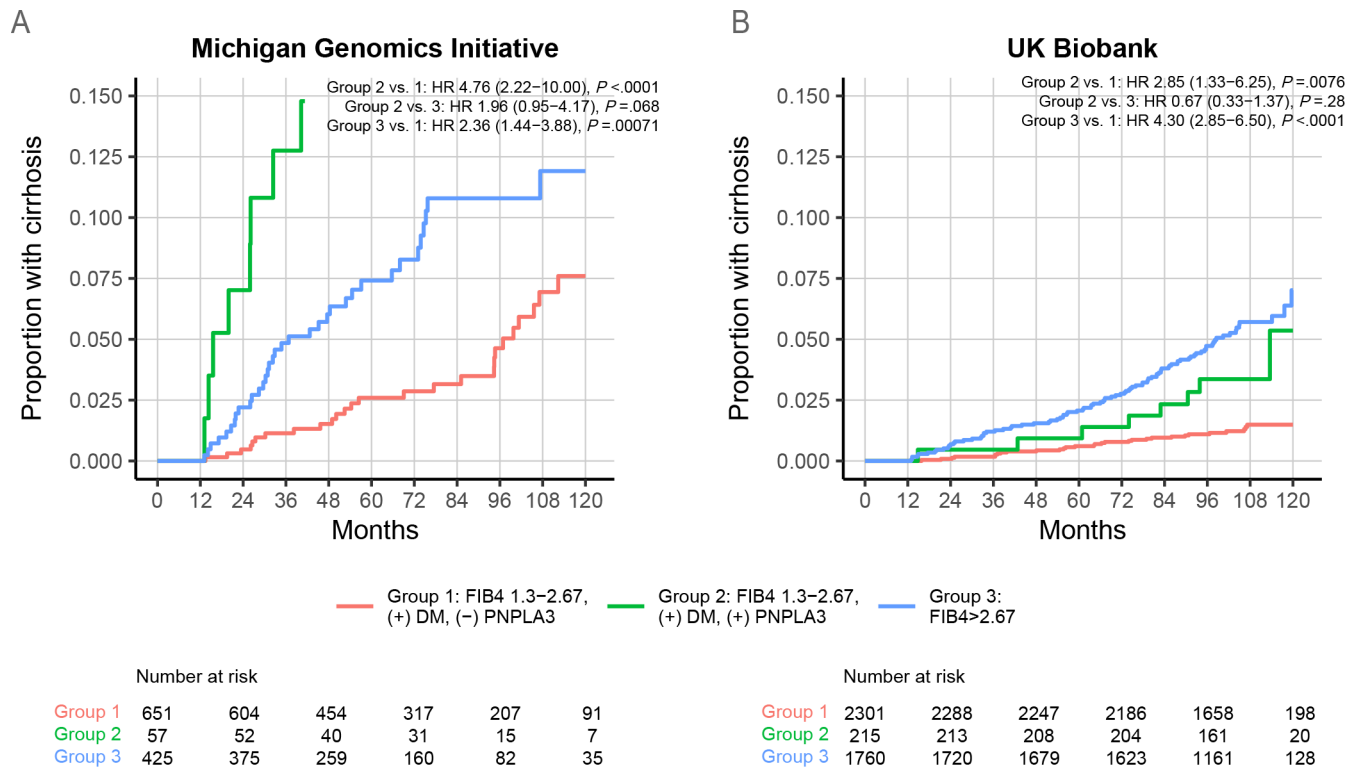 A
Michigan Genomics Initiative
Group 2 vs. 1: HR 4.76 (2.22−10.00), P <.0001
Group 2 vs. 3: HR 1.96 (0.95−4.17), P =.068
Group 3 vs. 1: HR 2.36 (1.44−3.88), P =.00071
Proportion with cirrhosis
0.150
0.125
0.100
0.075
0.050
0.025
0.000
0 12 24 36 48 60 72 84 96 108 120
Months
B
UK Biobank
Group 2 vs. 1: HR 2.85 (1.33−6.25), P =.0076
Group 2 vs. 3: HR 0.67 (0.33−1.37), P =.28
Group 3 vs. 1: HR 4.30 (2.85−6.50), P <.0001
Proportion with cirrhosis
0.150
0.125
0.100
0.075
0.050
0.025
0.000
0 12 24 36 48 60 72 84 96 108 120
Months
Group 1: FIB4 1.3−2.67,
(+) DM, (−) PNPLA3
Group 2: FIB4 1.3−2.67,
(+) DM, (+) PNPLA3
Group 3:
FIB4>2.67
Number at risk
Group 1 651 604 454 317 207 91
Group 2 57 52 40 31 15 7
Group 3 425 375 259 160 82 35
Number at risk
Group 1 2301 2288 2247 2186 1658 198
Group 2 215 213 208 204 161 20
Group 3 1760 1720 1679 1623 1161 128